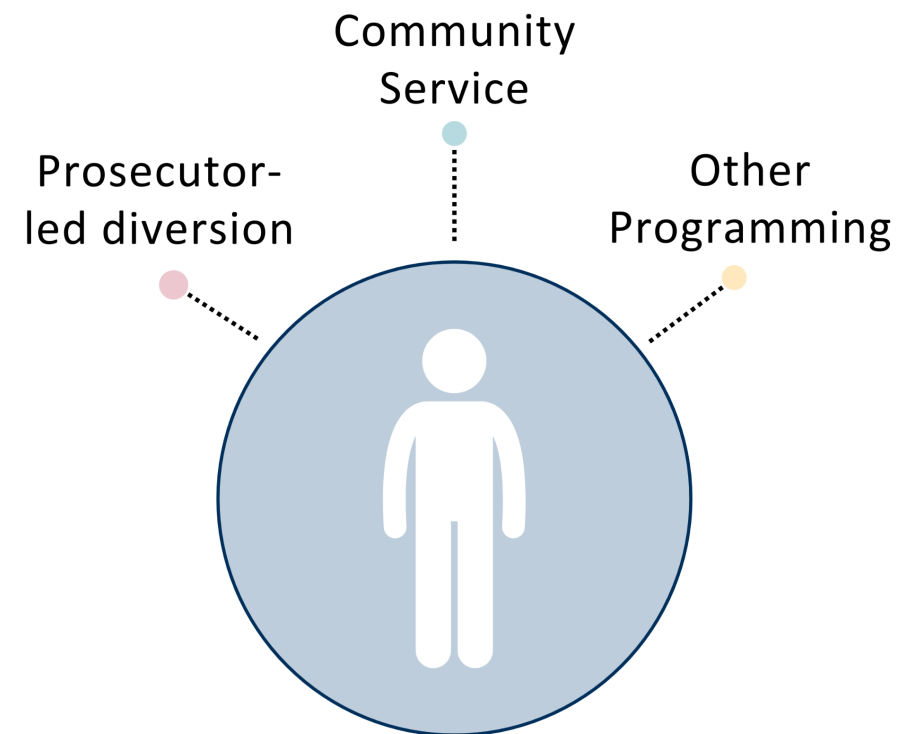 Community
Service
Prosecutor-
led diversion
Other
Programming